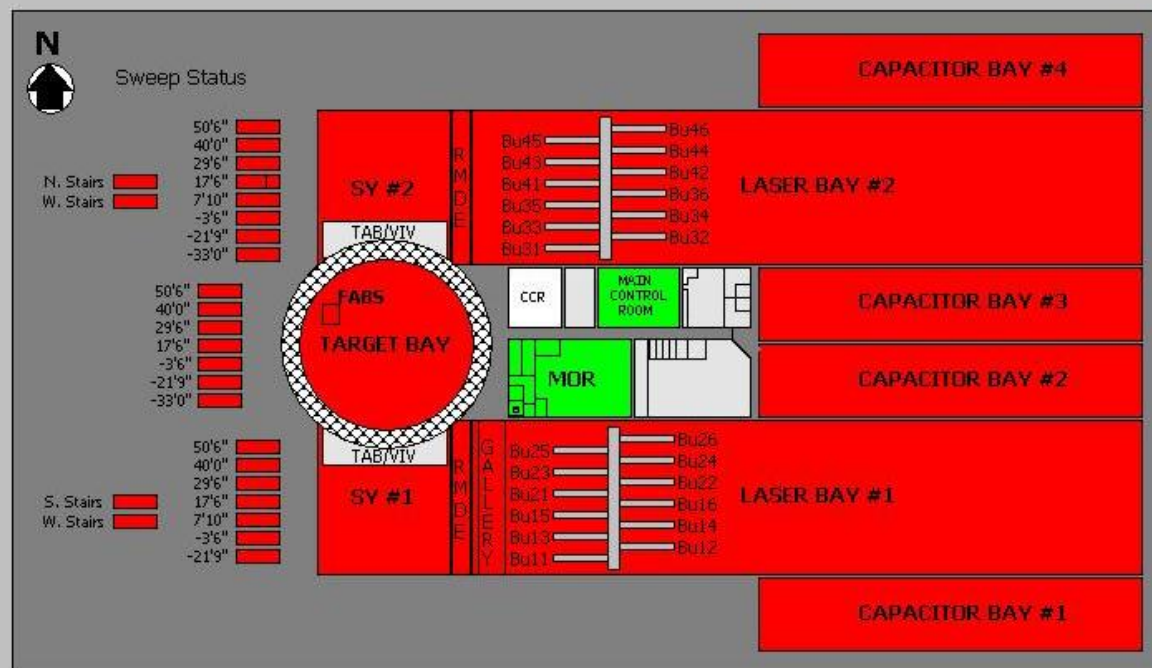 N
Sweep Status
50'6"
40'0"
29'6"
17'6"
7'10"
-3'6"
-21'9"
-33'0"
N. Stairs
W. Stairs
50'6"
40'0"
29'6"
17'6"
-3'6"
-21'9"
-33'0"
50'6"
40'0"
29'6"
17'6"
7'10"
-3'6"
-21'9"
S. Stairs
W. Stairs
CAPACITOR BAY #4
SY #2
RMDE
Bu45
Bu43
Bu41
Bu35
Bu33
Bu31
Bu46
Bu44
Bu42
Bu36
Bu34
Bu32
LASER BAY #2
TAB/VIV
FABS
TARGET BAY
CCR
MAIN
CONTROL
ROOM
CAPACITOR BAY #3
MOR
CAPACITOR BAY #2
TAB/VIV
SY #1
RMDE
GALLERY
Bu25
Bu23
Bu21
Bu15
Bu13
Bu11
Bu26
Bu24
Bu22
Bu16
Bu14
Bu12
LASER BAY #1
CAPACITOR BAY #1